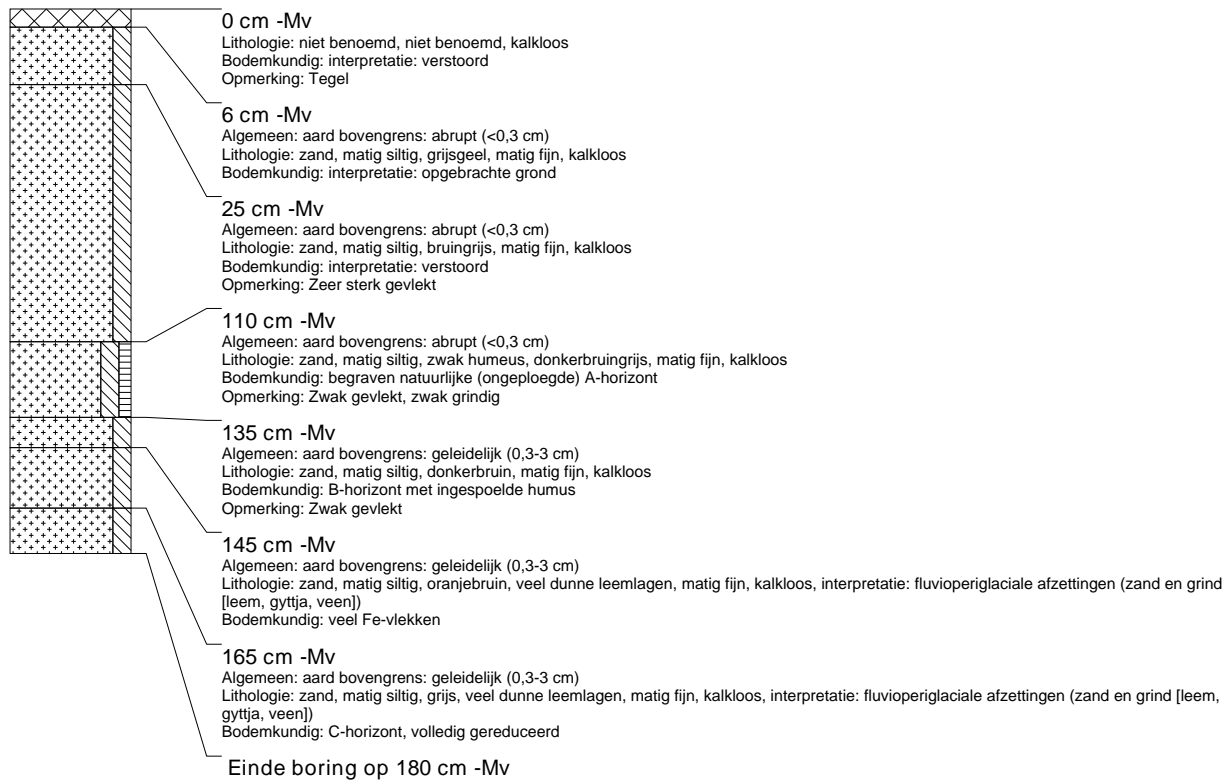 0 cm -Mv
Lithologie: niet benoemd, niet benoemd, kalkloos
Bodemkundig: interpretatie: verstoord
Opmerking: Tegel
6 cm -Mv
Algemeen: aard bovengrens: abrupt (<0,3 cm)
Lithologie: zand, matig siltig, grijsgeel, matig fijn, kalkloos
Bodemkundig: interpretatie: opgebrachte grond
25 cm -Mv
Algemeen: aard bovengrens: abrupt (<0,3 cm)
Lithologie: zand, matig siltig, bruingrijs, matig fijn, kalkloos
Bodemkundig: interpretatie: verstoord
Opmerking: Zeer sterk gevlekt
110 cm -Mv
Algemeen: aard bovengrens: abrupt (<0,3 cm)
Lithologie: zand, matig siltig, zwak humeus, donkerbruingrijs, matig fijn, kalkloos
Bodemkundig: begraven natuurlijke (ongeploegde) A-horizont
Opmerking: Zwak gevlekt, zwak grindig
135 cm -Mv
Algemeen: aard bovengrens: geleidelijk (0,3-3 cm)
Lithologie: zand, matig siltig, donkerbruin, matig fijn, kalkloos
Bodemkundig: B-horizont met ingespoelde humus
Opmerking: Zwak gevlekt
145 cm -Mv
Algemeen: aard bovengrens: geleidelijk (0,3-3 cm)
Lithologie: zand, matig siltig, oranjebruin, veel dunne leemlagen, matig fijn, kalkloos, interpretatie: fluvioperiglaciale afzettingen (zand en grind
[leem, gyttja, veen])
Bodemkundig: veel Fe-vlekken
165 cm -Mv
Algemeen: aard bovengrens: geleidelijk (0,3-3 cm)
Lithologie: zand, matig siltig, grijs, veel dunne leemlagen, matig fijn, kalkloos, interpretatie: fluvioperiglaciale afzettingen (zand en grind [leem,
gyttja, veen])
Bodemkundig: C-horizont, volledig gereduceerd
Einde boring op 180 cm -Mv